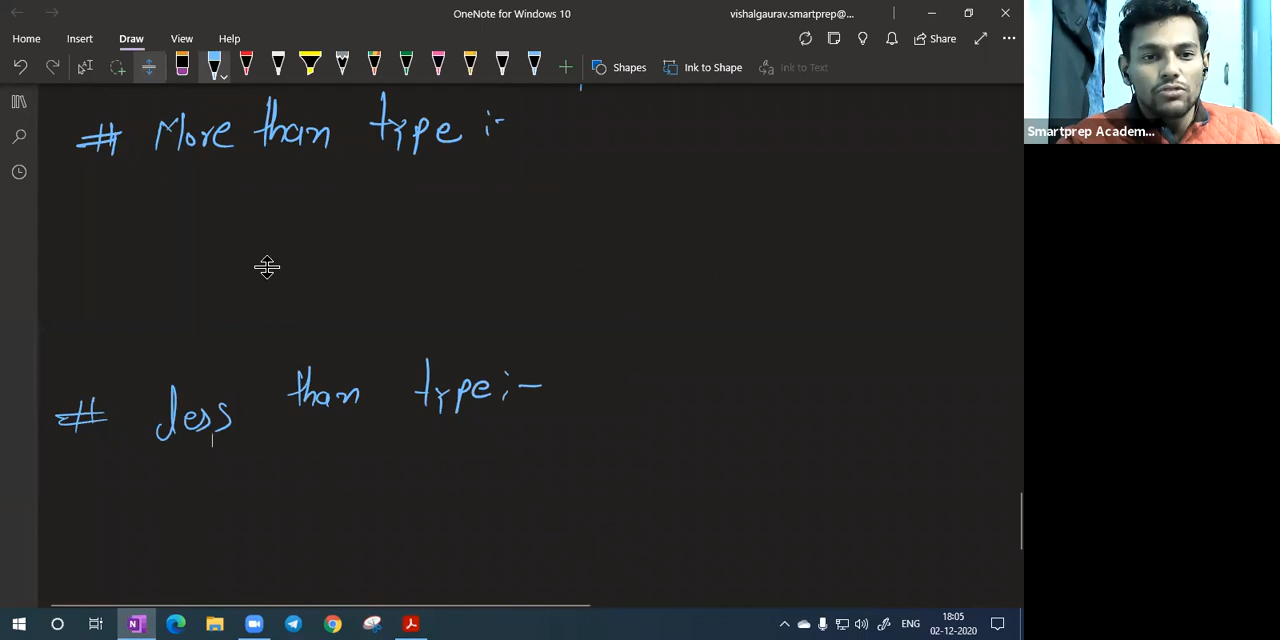 OneNote for Windows 10
vishalgaurav.smartprep@...
Home Insert Draw View Help
Share
Shapes
Ink to Shape
Ink to Text
Smartprep Academ...
# More than type :-
# less than type :-
ENG
18:05
02-12-2020